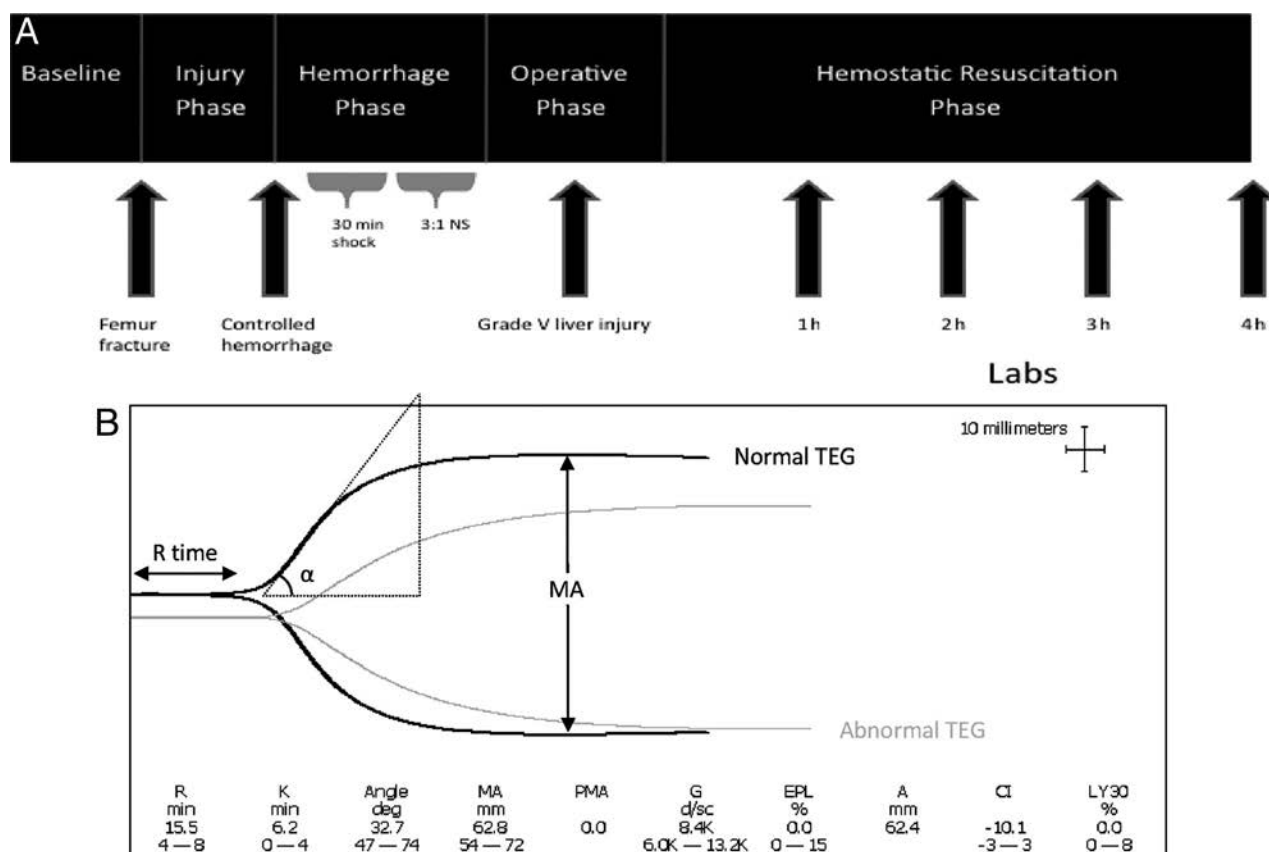 A
Baseline
Injury
Phase
Hemorrhage
Phase
Operative
Phase
Hemostatic Resuscitation
Phase
30 min
shock
3:1 NS
Femur
fracture
Controlled
hemorrhage
Grade V liver injury
1h
2h
3h
4h
Labs
B
10 millimeters
Normal TEG
R time
α
MA
Abnormal TEG
R K Angle MA PMA G EPL A CI LY30
min min deg mm d/sc % mm %
15.5 6.2 32.7 62.8 0.0 8.4K 0.0 62.4 -10.1 0.0
4 — 8 0 — 4 47 — 74 54 — 72 6.0K — 13.2K 0 — 15 -3 — 3 0 — 8